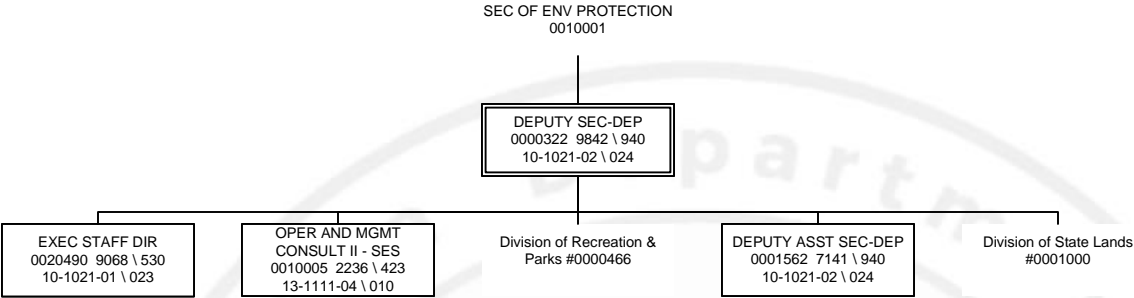 SEC OF ENV PROTECTION
0010001
DEPUTY SEC-DEP
0000322 9842 \ 940
10-1021-02 \ 024
EXEC STAFF DIR
0020490 9068 \ 530
10-1021-01 \ 023
OPER AND MGMT
CONSULT II - SES
0010005 2236 \ 423
13-1111-04 \ 010
Division of Recreation &
Parks #0000466
DEPUTY ASST SEC-DEP
0001562 7141 \ 940
10-1021-02 \ 024
Division of State Lands
#0001000